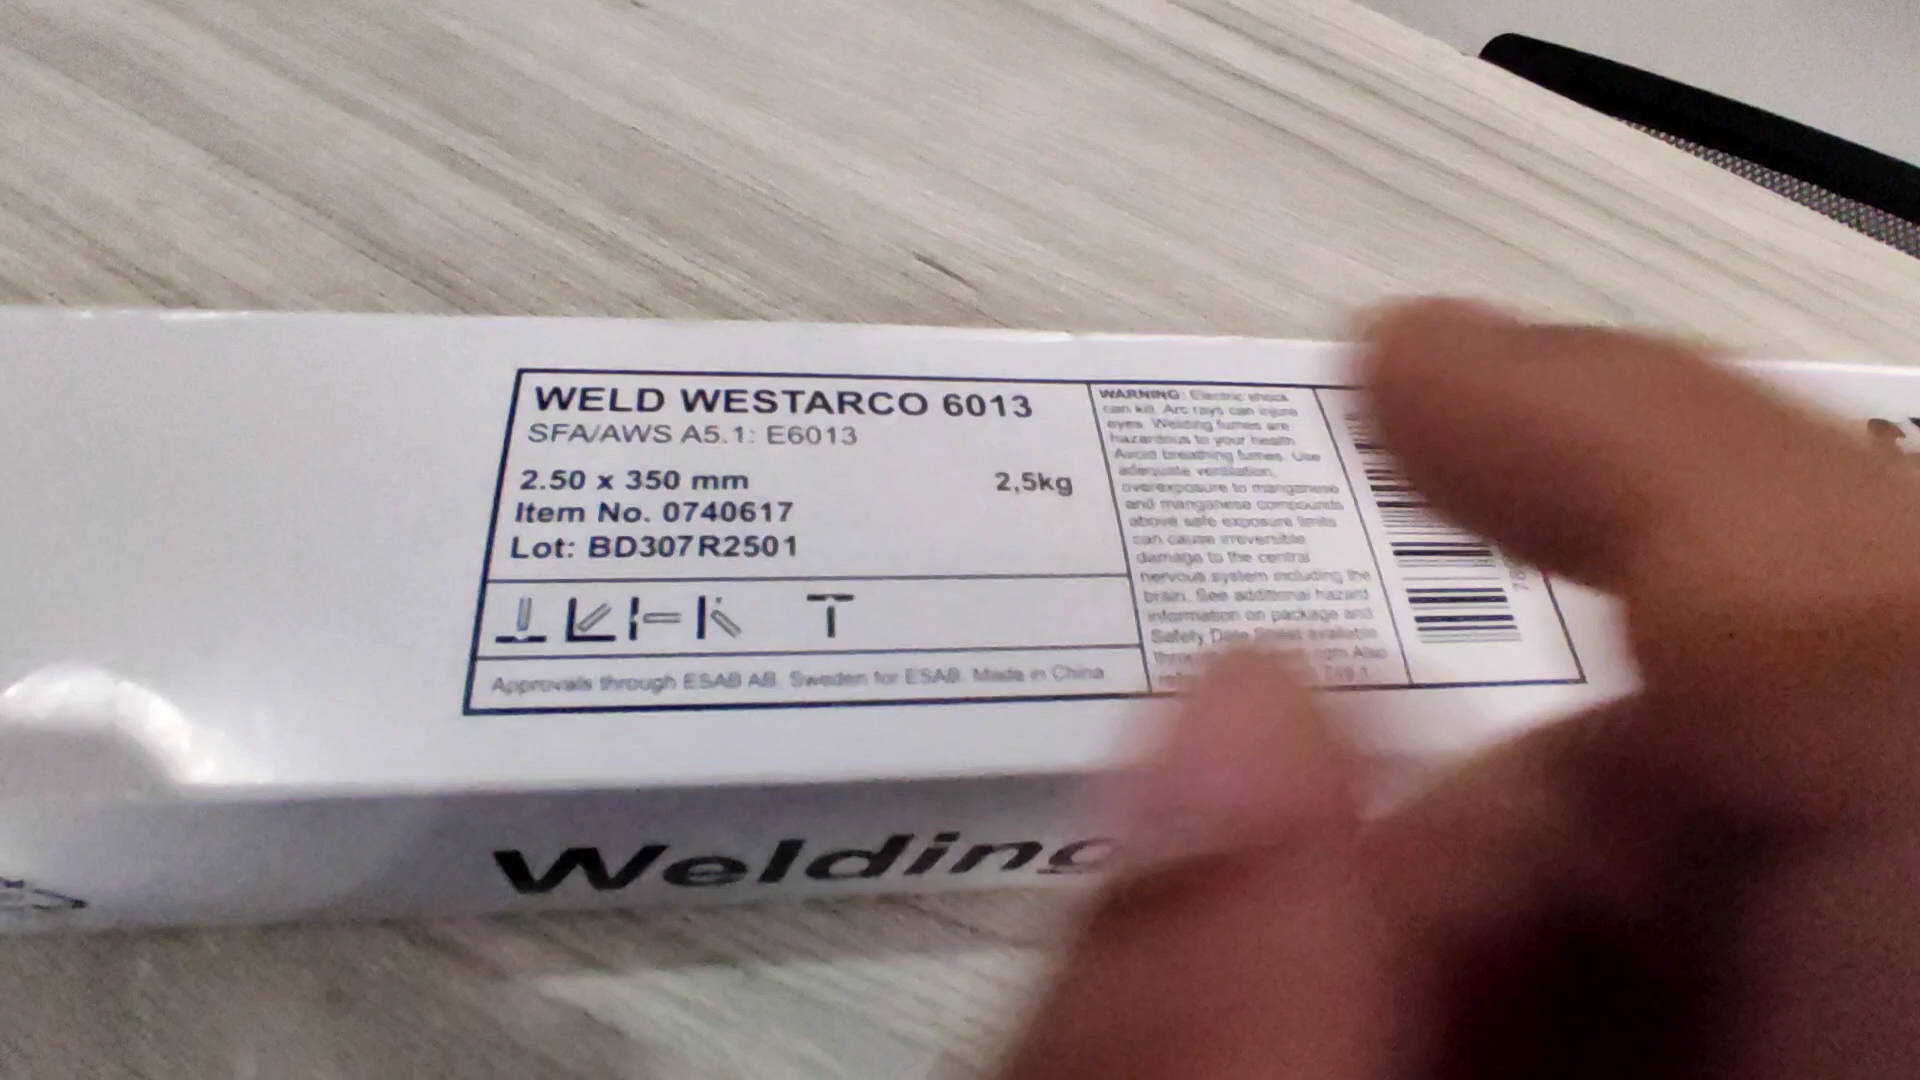 WELD WESTARCO 6013
SFA/AWS A5.1: E6013
2.50 x 350 mm 2,5kg
Item No. 0740617
Lot: BD307R2501
Approvals through ESAB AB. Sweden for ESAB. Made in China
WARNING: Electric shock
can kill. Arc rays can injure
eyes. Welding fumes are
hazardous to your health.
Avoid breathing fumes. Use
adequate ventilation.
overexposure to manganese
and manganese compounds
above safe exposure limits
can cause irreversible
damage to the central
nervous system including the
brain. See additional hazard
information on package and
Safety Data Sheet available
Welding